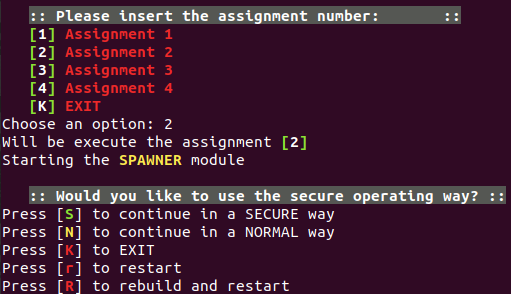 :: Please insert the assignment number: ::
[1] Assignment 1
[2] Assignment 2
[3] Assignment 3
[4] Assignment 4
[K] EXIT
Choose an option: 2
Will be execute the assignment [2]
Starting the SPAWNER module
:: Would you like to use the secure operating way? ::
Press [S] to continue in a SECURE way
Press [N] to continue in a NORMAL way
Press [K] to EXIT
Press [r] to restart
Press [R] to rebuild and restart